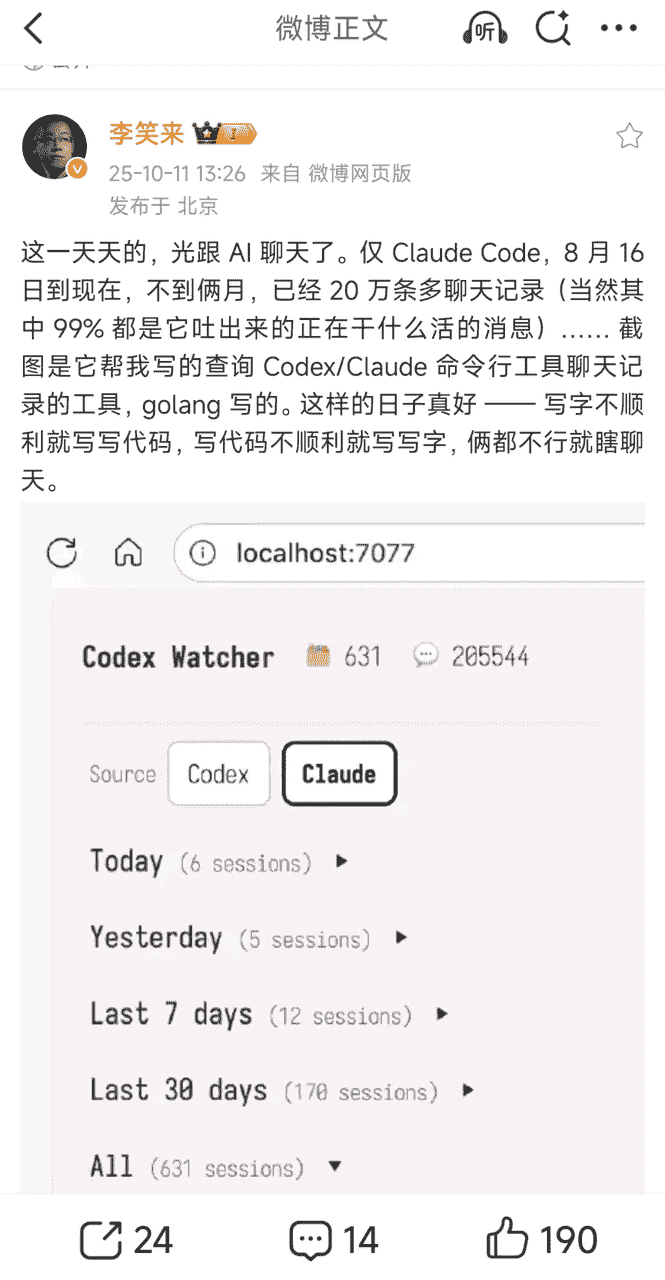 微博正文
听
李笑来
25-10-11 13:26 来自 微博网页版
发布于 北京
这一天天的，光跟 AI 聊天了。仅 Claude Code，8 月 16
日到现在，不到俩月，已经 20 万条多聊天记录（当然其
中 99% 都是它吐出来的正在干什么活的消息）…… 截
图是它帮我写的查询 Codex/Claude 命令行工具聊天记
录的工具，golang 写的。这样的日子真好 —— 写字不顺
利就写写代码，写代码不顺利就写写字，俩都不行就瞎聊
天。
localhost:7077
Codex Watcher 631 205544
Source Codex Claude
Today (6 sessions)
Yesterday (5 sessions)
Last 7 days (12 sessions)
Last 30 days (170 sessions)
All (631 sessions)
24 14 190